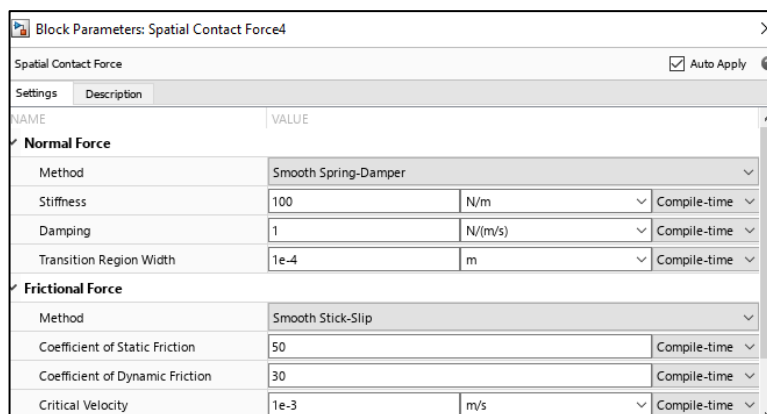 Block Parameters: Spatial Contact Force4
Spatial Contact Force Auto Apply
Settings Description
NAME VALUE
Normal Force
Method Smooth Spring-Damper
Stiffness 100 N/m Compile-time
Damping 1 N/(m/s) Compile-time
Transition Region Width 1e-4 m Compile-time
Frictional Force
Method Smooth Stick-Slip
Coefficient of Static Friction 50 Compile-time
Coefficient of Dynamic Friction 30 Compile-time
Critical Velocity 1e-3 m/s Compile-time